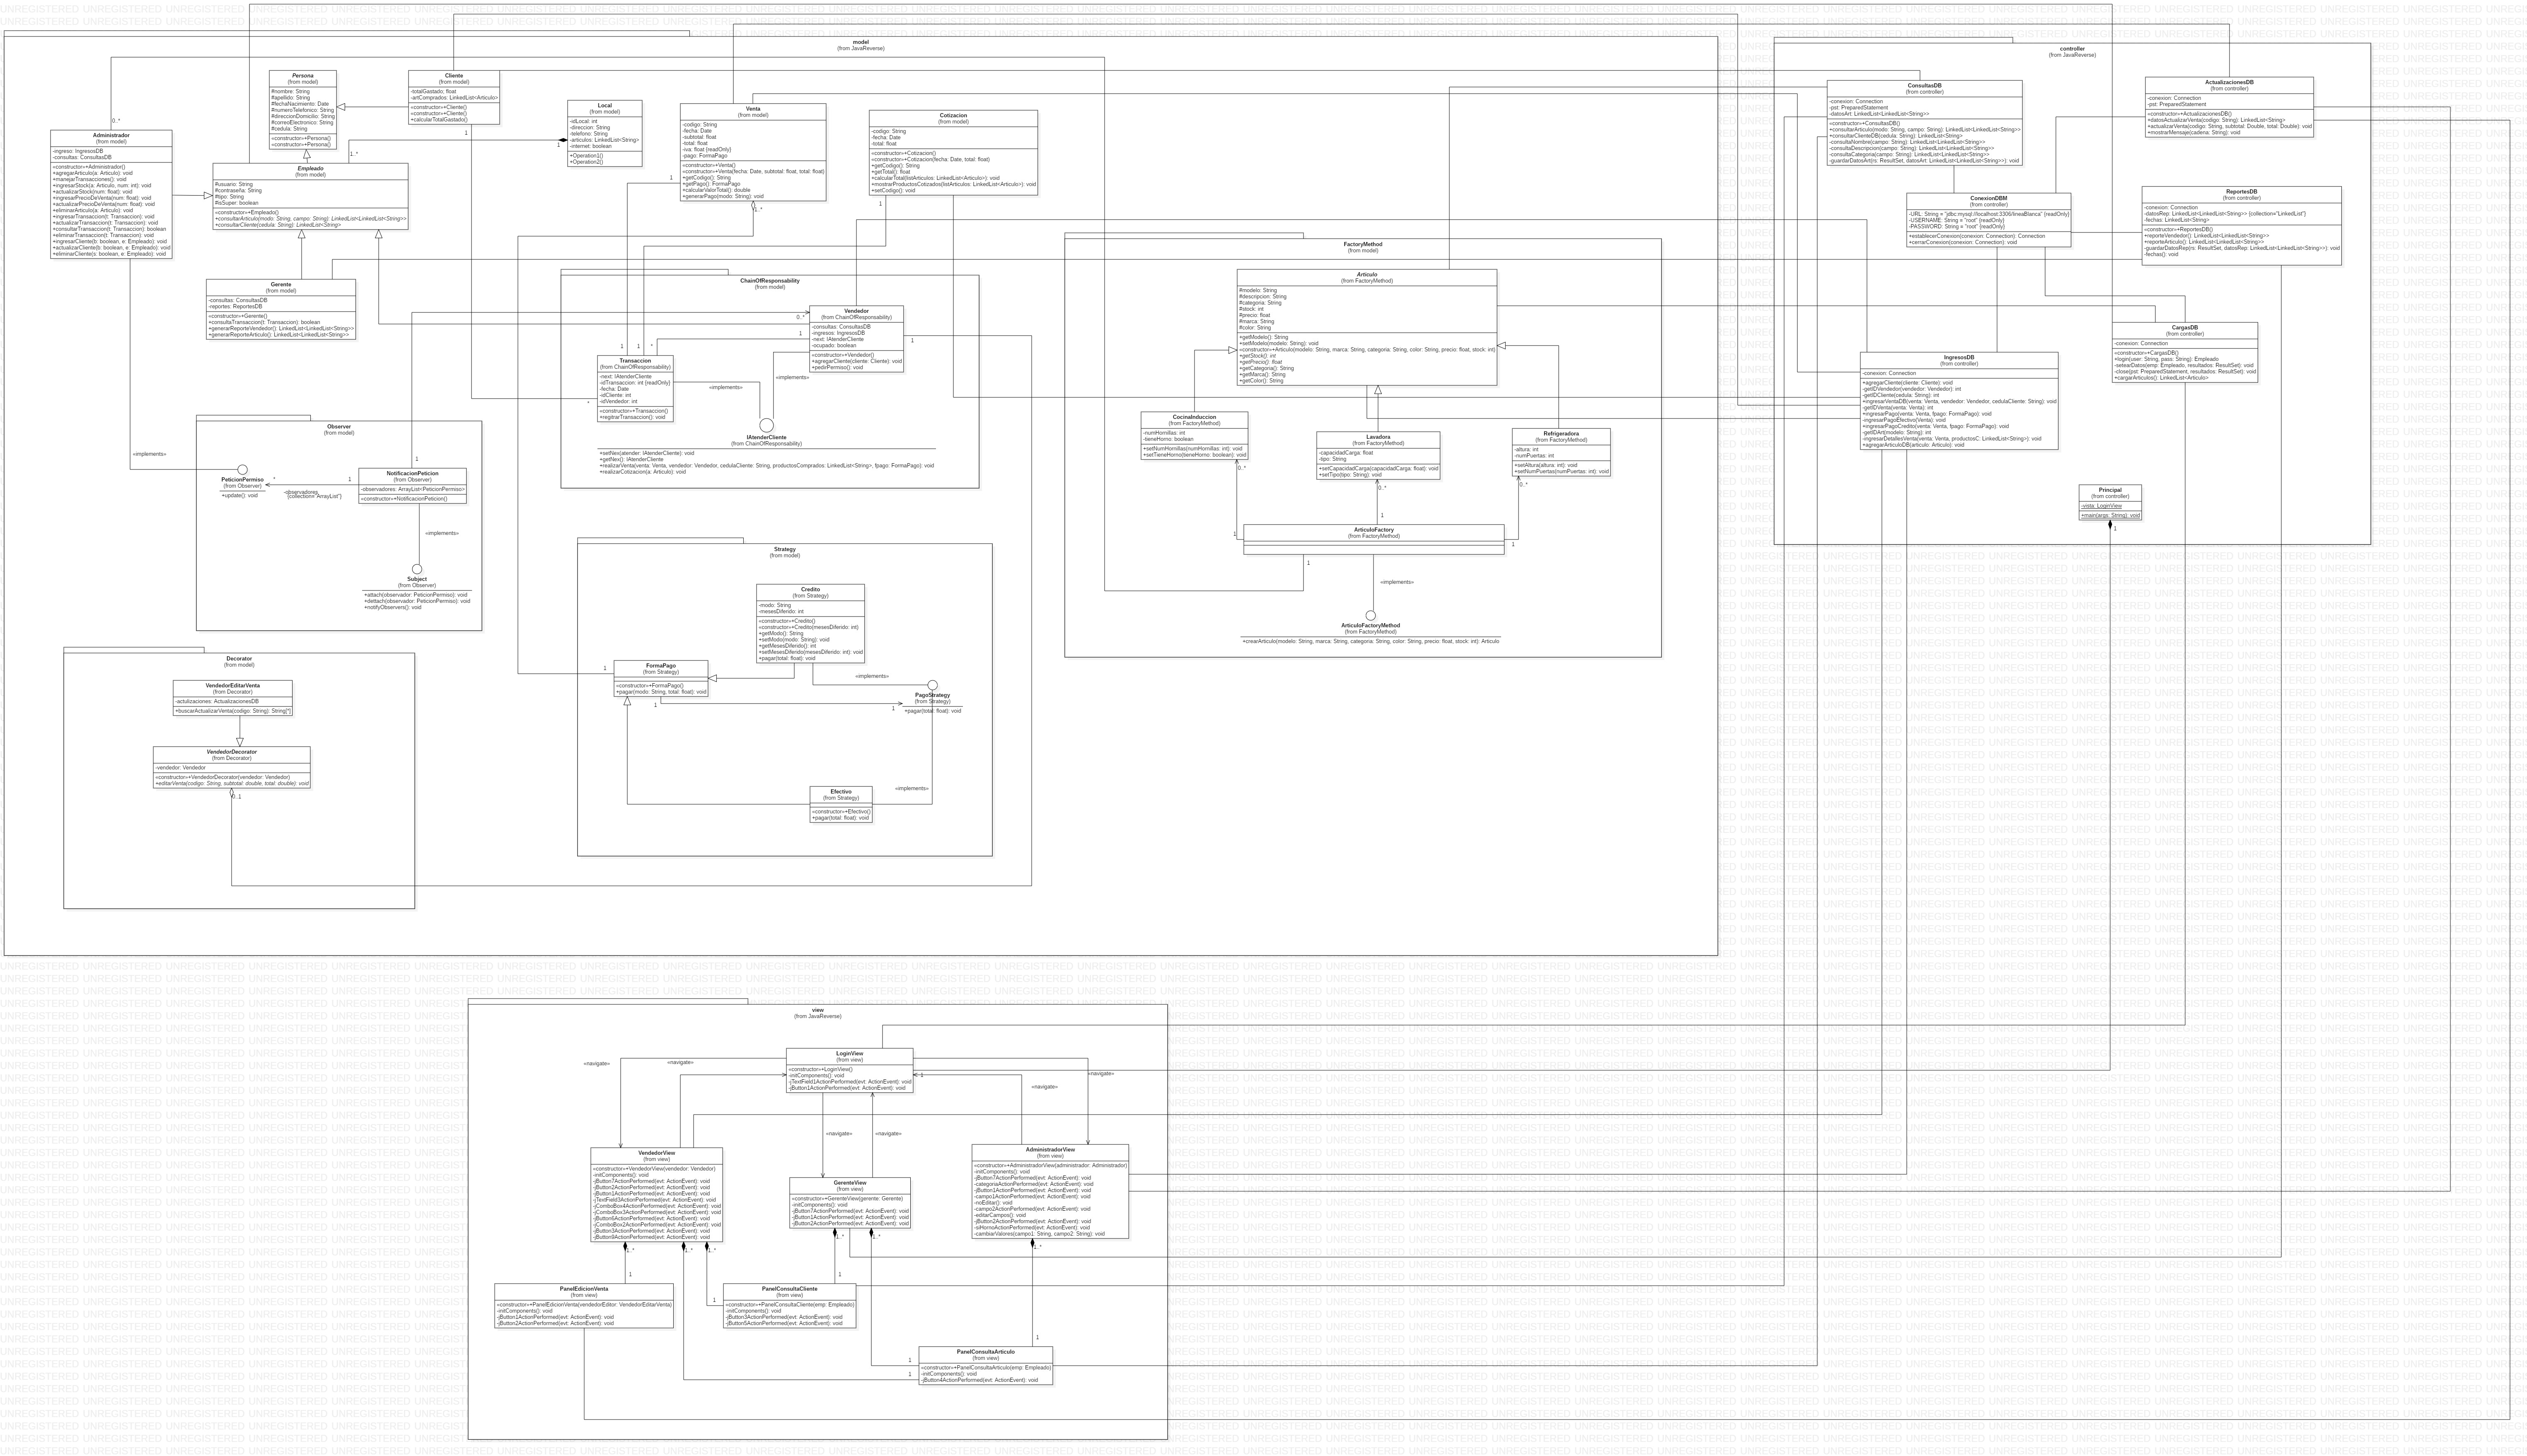 model
(from JavaReverse)
Persona
(from model)
#nombre: String
#apellido: String
#fechaNacimiento: Date
#numeroTelefonico: String
#direccionDomicilio: String
#correoElectronico: String
#cedula: String
«constructor»+Persona()
«constructor»+Persona()
Cliente
(from model)
-totalGastado: float
-artComprados: LinkedList<Articulo>
«constructor»+Cliente()
«constructor»+Cliente()
+calcularTotalGastado()
Local
(from model)
-idLocal: int
-direccion: String
-telefono: String
-articulos: LinkedList<String>
-internet: boolean
+Operation1()
+Operation2()
Venta
(from model)
-codigo: String
-fecha: Date
-subtotal: float
-total: float
-iva: float {readOnly}
-pago: FormaPago
«constructor»+Venta()
«constructor»+Venta(fecha: Date, subtotal: float, total: float)
+getCodigo(): String
+getPago(): FormaPago
+calcularValorTotal(): double
+generarPago(modo: String): void
Cotizacion
(from model)
-codigo: String
-fecha: Date
-total: float
«constructor»+Cotizacion()
«constructor»+Cotizacion(fecha: Date, total: float)
+getCodigo(): String
+getTotal(): float
+calcularTotal(listArticulos: LinkedList<Articulo>): void
+mostrarProductosCotizados(listArticulos: LinkedList<Articulo>): void
+setCodigo(): void
Administrador
(from model)
-ingreso: IngresosDB
-consultas: ConsultasDB
«constructor»+Administrador()
+agregarArticulo(a: Articulo): void
+manejarTransacciones(): void
+ingresarStock(a: Articulo, num: int): void
+actualizarStock(num: float): void
+ingresarPrecioDeVenta(num: float): void
+actualizarPrecioDeVenta(num: float): void
+eliminarArticulo(a: Articulo): void
+ingresarTransaccion(t: Transaccion): void
+actualizarTransaccion(t: Transaccion): void
+consultarTransaccion(t: Transaccion): boolean
+eliminarTransaccion(t: Transaccion): void
+ingresarCliente(b: boolean, e: Empleado): void
+actualizarCliente(b: boolean, e: Empleado): void
+eliminarCliente(s: boolean, e: Empleado): void
Empleado
(from model)
#usuario: String
#contraseña: String
#tipo: String
#isSuper: boolean
«constructor»+Empleado()
+consultarArticulo(modo: String, campo: String): LinkedList<LinkedList<String>>
+consultarCliente(cedula: String): LinkedList<String>
Gerente
(from model)
-consultas: ConsultasDB
-reportes: ReportesDB
«constructor»+Gerente()
+consultaTransaccion(t: Transaccion): boolean
+generarReporteVendedor(): LinkedList<LinkedList<String>>
+generarReporteArticulo(): LinkedList<LinkedList<String>>
ChainOfResponsability
(from model)
Vendedor
(from ChainOfResponsability)
-consultas: ConsultasDB
-ingresos: IngresosDB
-next: IAtenderCliente
-ocupado: boolean
«constructor»+Vendedor()
+agregarCliente(cliente: Cliente): void
+pedirPermiso(): void
Transaccion
(from ChainOfResponsability)
-next: IAtenderCliente
-idTransaccion: int {readOnly}
-fecha: Date
-idCliente: int
-idVendedor: int
«constructor»+Transaccion()
+regitrarTransaccion(): void
«implements»
«implements»
IAtenderCliente
(from ChainOfResponsability)
+setNex(atender: IAtenderCliente): void
+getNex(): IAtenderCliente
+realizarVenta(venta: Venta, vendedor: Vendedor, cedulaCliente: String, productosComprados: LinkedList<String>, fpago: FormaPago): void
+realizarCotizacion(a: Articulo): void
Observer
(from model)
«implements»
PeticionPermiso
(from Observer)
+update(): void
-observadores
{collection="ArrayList"}
NotificacionPeticion
(from Observer)
-observadores: ArrayList<PeticionPermiso>
«constructor»+NotificacionPeticion()
«implements»
Subject
(from Observer)
+attach(observador: PeticionPermiso): void
+dettach(observador: PeticionPermiso): void
+notifyObservers(): void
Strategy
(from model)
Credito
(from Strategy)
-modo: String
-mesesDiferido: int
«constructor»+Credito()
«constructor»+Credito(mesesDiferido: int)
+getModo(): String
+setModo(modo: String): void
+getMesesDiferido(): int
+setMesesDiferido(mesesDiferido: int): void
+pagar(total: float): void
FormaPago
(from Strategy)
«constructor»+FormaPago()
+pagar(modo: String, total: float): void
«implements»
PagoStrategy
(from Strategy)
+pagar(total: float): void
«implements»
Efectivo
(from Strategy)
«constructor»+Efectivo()
+pagar(total: float): void
Decorator
(from model)
VendedorEditarVenta
(from Decorator)
-actulizaciones: ActualizacionesDB
+buscarActualizarVenta(codigo: String): String[*]
VendedorDecorator
(from Decorator)
-vendedor: Vendedor
«constructor»+VendedorDecorator(vendedor: Vendedor)
+editarVenta(codigo: String, subtotal: double, total: double): void
FactoryMethod
(from model)
Articulo
(from FactoryMethod)
#modelo: String
#descripcion: String
#categoria: String
#stock: int
#precio: float
#marca: String
#color: String
+getModelo(): String
+setModelo(modelo: String): void
«constructor»+Articulo(modelo: String, marca: String, categoria: String, color: String, precio: float, stock: int)
+getStock(): int
+getPrecio(): float
+getCategoria(): String
+getMarca(): String
+getColor(): String
CocinaInduccion
(from FactoryMethod)
-numHornillas: int
-tieneHorno: boolean
+setNumHornillas(numHornillas: int): void
+setTieneHorno(tieneHorno: boolean): void
Lavadora
(from FactoryMethod)
-capacidadCarga: float
-tipo: String
+setCapacidadCarga(capacidadCarga: float): void
+setTipo(tipo: String): void
Refrigeradora
(from FactoryMethod)
-altura: int
-numPuertas: int
+setAltura(altura: int): void
+setNumPuertas(numPuertas: int): void
ArticuloFactory
(from FactoryMethod)
«implements»
ArticuloFactoryMethod
(from FactoryMethod)
+crearArticulo(modelo: String, marca: String, categoria: String, color: String, precio: float, stock: int): Articulo
controller
(from JavaReverse)
ConsultasDB
(from controller)
-conexion: Connection
-pst: PreparedStatement
-datosArt: LinkedList<LinkedList<String>>
«constructor»+ConsultasDB()
+consultarArticulo(modo: String, campo: String): LinkedList<LinkedList<String>>
+consultarClienteDB(cedula: String): LinkedList<String>
-consultaNombre(campo: String): LinkedList<LinkedList<String>>
-consultaDescripcion(campo: String): LinkedList<LinkedList<String>>
-consultaCategoria(campo: String): LinkedList<LinkedList<String>>
-guardarDatosArt(rs: ResultSet, datosArt: LinkedList<LinkedList<String>>): void
ActualizacionesDB
(from controller)
-conexion: Connection
-pst: PreparedStatement
«constructor»+ActualizacionesDB()
+datosActualizarVenta(codigo: String): LinkedList<String>
+actualizarVenta(codigo: String, subtotal: Double, total: Double): void
+mostrarMensaje(cadena: String): void
ConexionDBM
(from controller)
-URL: String = "jdbc:mysql://localhost:3306/lineaBlanca" {readOnly}
-USERNAME: String = "root" {readOnly}
-PASSWORD: String = "root" {readOnly}
+establecerConexion(conexion: Connection): Connection
+cerrarConexion(conexion: Connection): void
ReportesDB
(from controller)
-conexion: Connection
-datosRep: LinkedList<LinkedList<String>> {collection="LinkedList"}
-fechas: LinkedList<String>
«constructor»+ReportesDB()
+reporteVendedor(): LinkedList<LinkedList<String>>
+reporteArticulo(): LinkedList<LinkedList<String>>
-guardarDatosRep(rs: ResultSet, datosRep: LinkedList<LinkedList<String>>): void
-fechas(): void
CargasDB
(from controller)
-conexion: Connection
«constructor»+CargasDB()
+login(user: String, pass: String): Empleado
-setearDatos(emp: Empleado, resultados: ResultSet): void
-close(pst: PreparedStatement, resultados: ResultSet): void
+cargarArticulos(): LinkedList<Articulo>
IngresosDB
(from controller)
-conexion: Connection
+agregarCliente(cliente: Cliente): void
-getIDVendedor(vendedor: Vendedor): int
-getIDCliente(cedula: String): int
+ingresarVentaDB(venta: Venta, vendedor: Vendedor, cedulaCliente: String): void
-getIDVenta(venta: Venta): int
+ingresarPago(venta: Venta, fpago: FormaPago): void
-ingresarPagoEfectivo(venta: Venta): void
+ingresarPagoCredito(venta: Venta, fpago: FormaPago): void
-getIDArt(modelo: String): int
-ingresarDetallesVenta(venta: Venta, productosC: LinkedList<String>): void
+agregarArticuloDB(articulo: Articulo): void
Principal
(from controller)
-vista: LoginView
+main(args: String): void
view
(from JavaReverse)
LoginView
(from view)
«constructor»+LoginView()
-initComponents(): void
-jTextField1ActionPerformed(evt: ActionEvent): void
-jButton1ActionPerformed(evt: ActionEvent): void
«navigate»
«navigate»
«navigate»
«navigate»
«navigate»
«navigate»
VendedorView
(from view)
«constructor»+VendedorView(vendedor: Vendedor)
-initComponents(): void
-jButton7ActionPerformed(evt: ActionEvent): void
-jButton2ActionPerformed(evt: ActionEvent): void
-jButton1ActionPerformed(evt: ActionEvent): void
-jTextField3ActionPerformed(evt: ActionEvent): void
-jComboBox4ActionPerformed(evt: ActionEvent): void
-jComboBox3ActionPerformed(evt: ActionEvent): void
-jButton6ActionPerformed(evt: ActionEvent): void
-jComboBox2ActionPerformed(evt: ActionEvent): void
-jButton3ActionPerformed(evt: ActionEvent): void
-jButton8ActionPerformed(evt: ActionEvent): void
GerenteView
(from view)
«constructor»+GerenteView(gerente: Gerente)
-initComponents(): void
-jButton7ActionPerformed(evt: ActionEvent): void
-jButton1ActionPerformed(evt: ActionEvent): void
-jButton2ActionPerformed(evt: ActionEvent): void
AdministradorView
(from view)
«constructor»+AdministradorView(administrador: Administrador)
-initComponents(): void
-jButton7ActionPerformed(evt: ActionEvent): void
-categoriaActionPerformed(evt: ActionEvent): void
-jButton1ActionPerformed(evt: ActionEvent): void
-campo1ActionPerformed(evt: ActionEvent): void
-noEditar(): void
-campo2ActionPerformed(evt: ActionEvent): void
-editarCampos(): void
-jButton2ActionPerformed(evt: ActionEvent): void
-siHornoActionPerformed(evt: ActionEvent): void
-cambiarValores(campo1: String, campo2: String): void
PanelEdicionVenta
(from view)
«constructor»+PanelEdicionVenta(vendedorEditor: VendedorEditarVenta)
-initComponents(): void
-jButton1ActionPerformed(evt: ActionEvent): void
-jButton2ActionPerformed(evt: ActionEvent): void
PanelConsultaCliente
(from view)
«constructor»+PanelConsultaCliente(emp: Empleado)
-initComponents(): void
-jButton3ActionPerformed(evt: ActionEvent): void
-jButton5ActionPerformed(evt: ActionEvent): void
PanelConsultaArticulo
(from view)
«constructor»+PanelConsultaArticulo(emp: Empleado)
-initComponents(): void
-jButton4ActionPerformed(evt: ActionEvent): void